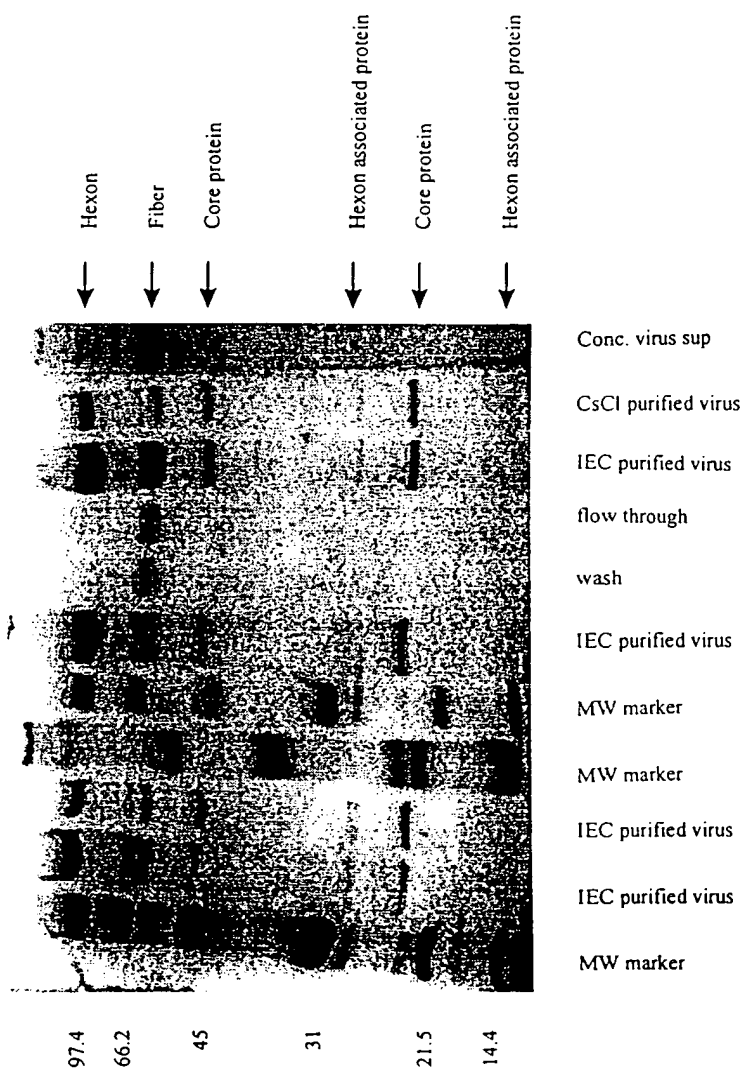 Hexon
Fiber
Core protein
Hexon associated protein
Core protein
Hexon associated protein
Conc. virus sup
CsCl purified virus
IEC purified virus
flow through
wash
IEC purified virus
MW marker
MW marker
IEC purified virus
IEC purified virus
MW marker
97.4
66.2
45
31
21.5
14.4